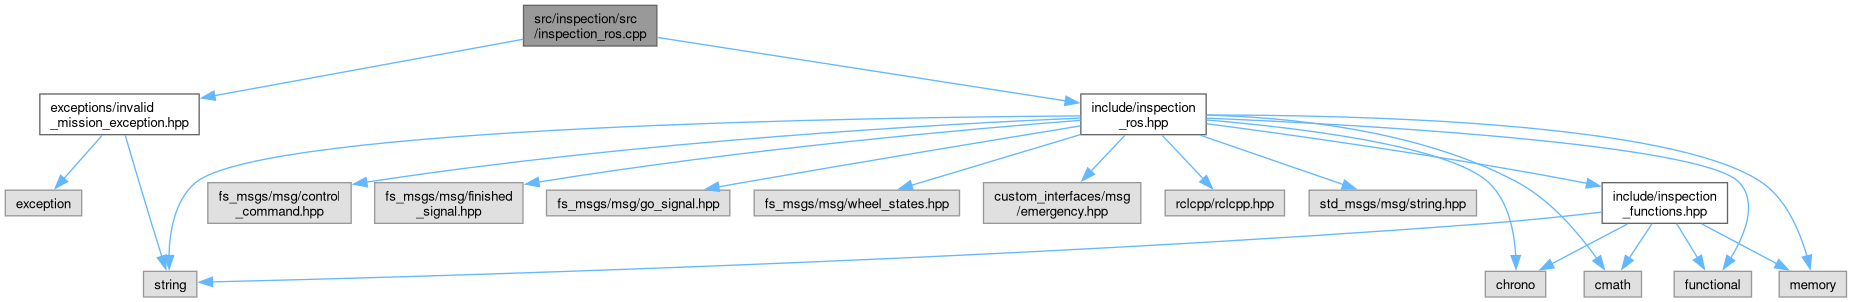 src/inspection/src
/inspection_ros.cpp
exceptions/invalid
_mission_exception.hpp
include/inspection
_ros.hpp
exception
fs_msgs/msg/control
_command.hpp
fs_msgs/msg/finished
_signal.hpp
fs_msgs/msg/go_signal.hpp
fs_msgs/msg/wheel_states.hpp
custom_interfaces/msg
/emergency.hpp
rclcpp/rclcpp.hpp
std_msgs/msg/string.hpp
include/inspection
_functions.hpp
string
chrono
cmath
functional
memory